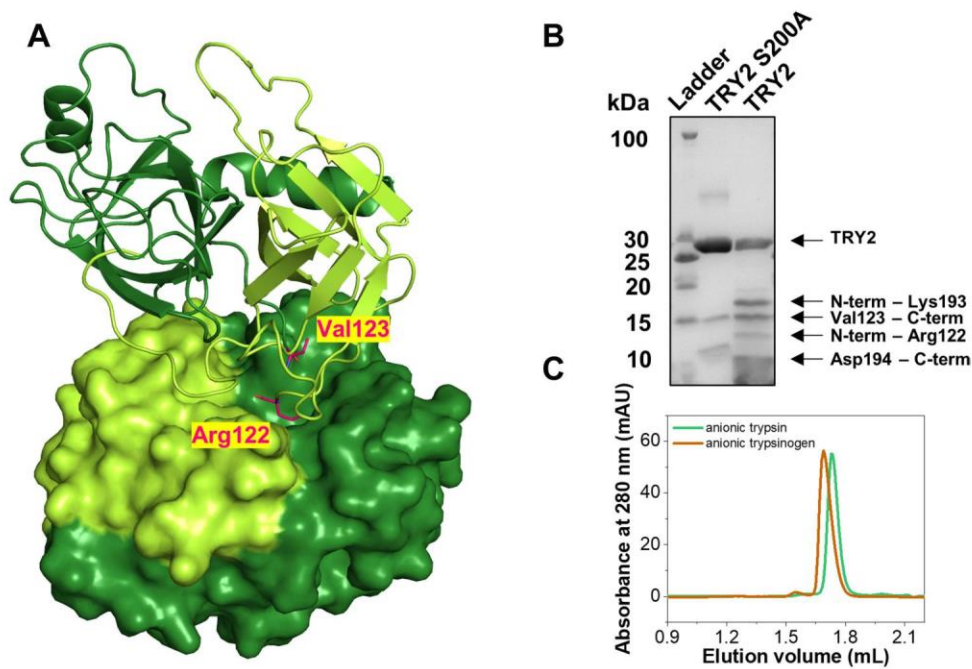 A
Val123
Arg122
B
Ladder
TRY2 S200A
TRY2
kDa
100
30
25
20
15
10
TRY2
N-term – Lys193
Val123 – C-term
N-term – Arg122
Asp194 – C-term
C
anionic trypsin
anionic trypsinogen
Absorbance at 280 nm (mAU)
60
40
20
0
0.9 1.2 1.5 1.8 2.1
Elution volume (mL)